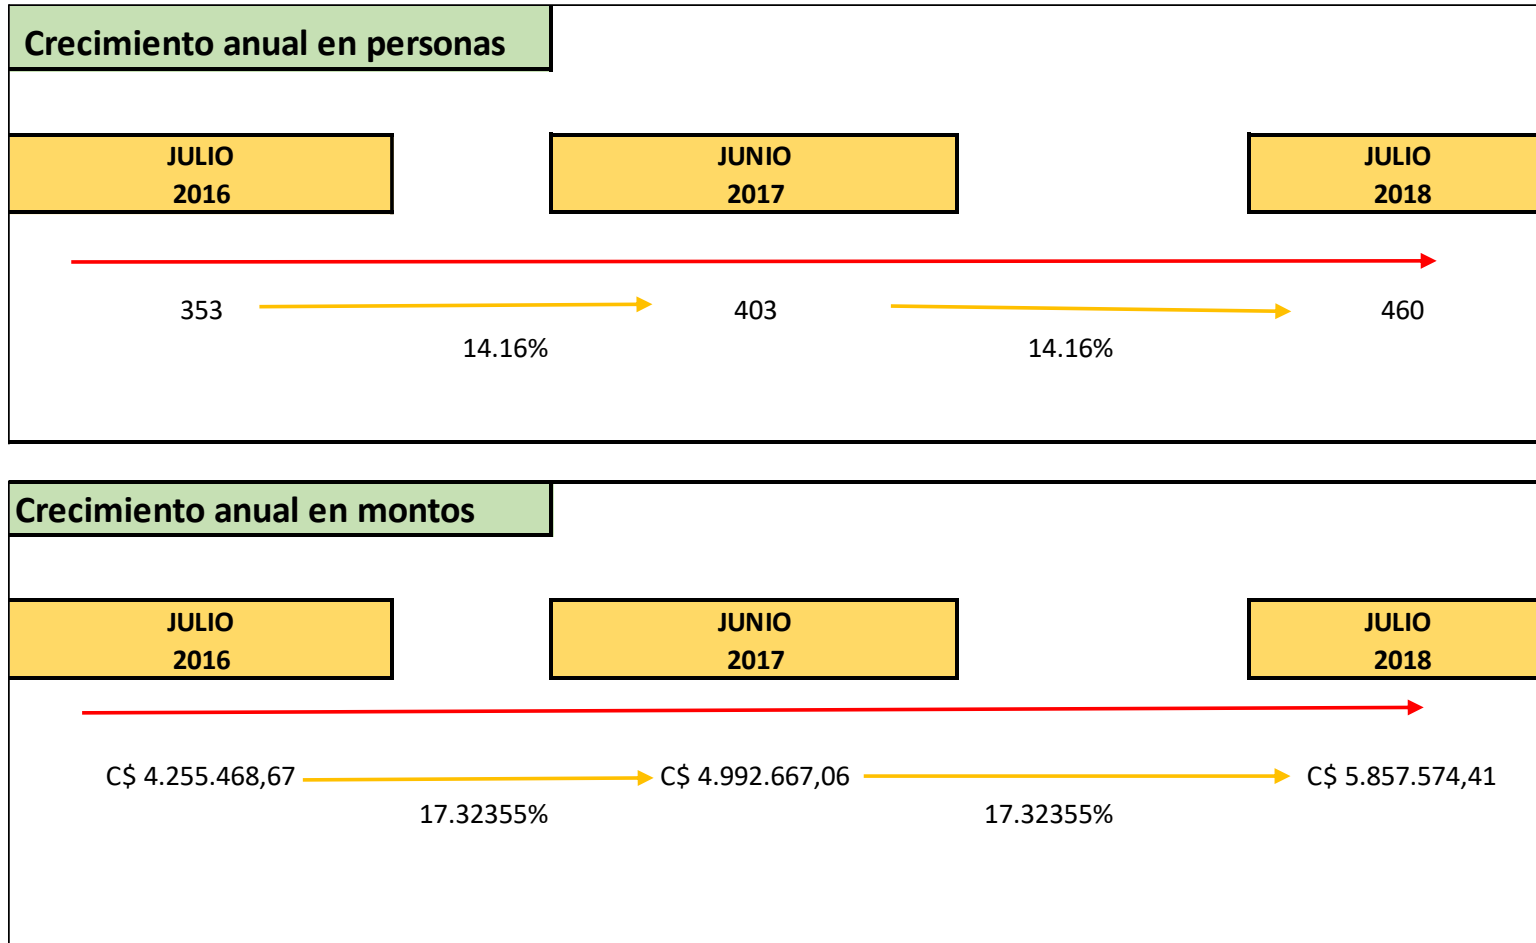 Crecimiento anual en personas
JULIO
2016
JUNIO
2017
JULIO
2018
353
403
460
14.16%
14.16%
Crecimiento anual en montos
JULIO
2016
JUNIO
2017
JULIO
2018
C$ 4.255.468,67
C$ 4.992.667,06
C$ 5.857.574,41
17.32355%
17.32355%